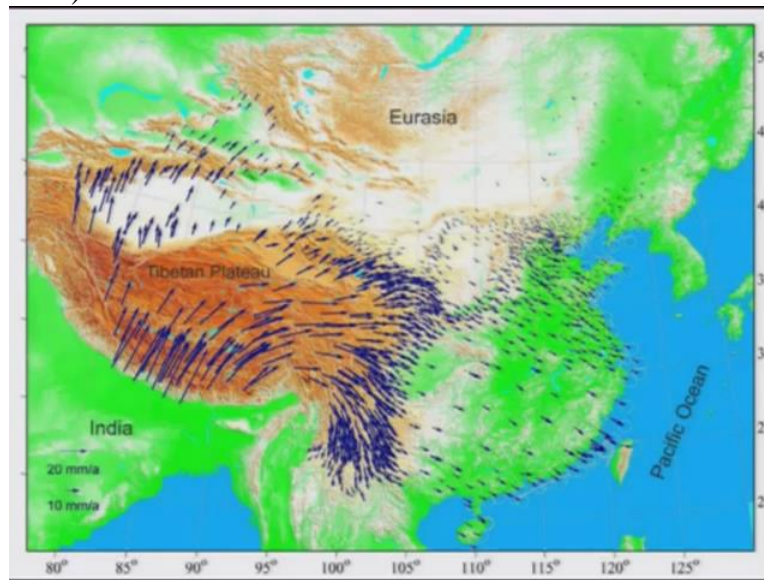 Eurasia
Tibetan Plateau
India
20 mm/a
10 mm/a
Pacific Ocean
80° 85° 90° 95° 100° 105° 110° 115° 120° 125°